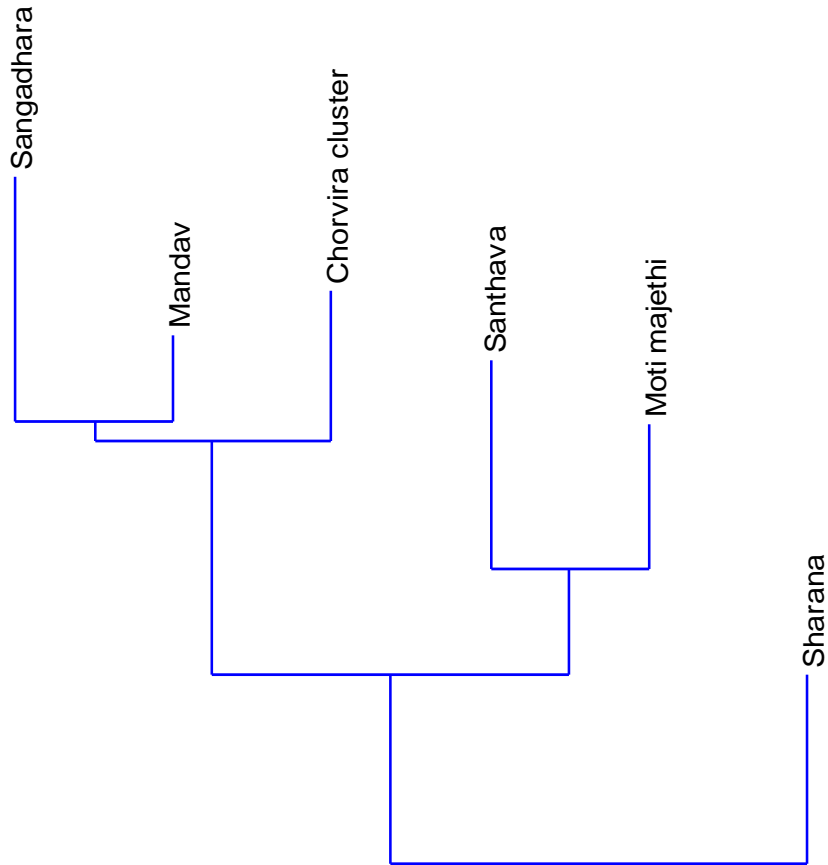 Sangadhara
Mandav
Chorvira cluster
Santhava
Moti majethi
Sharana